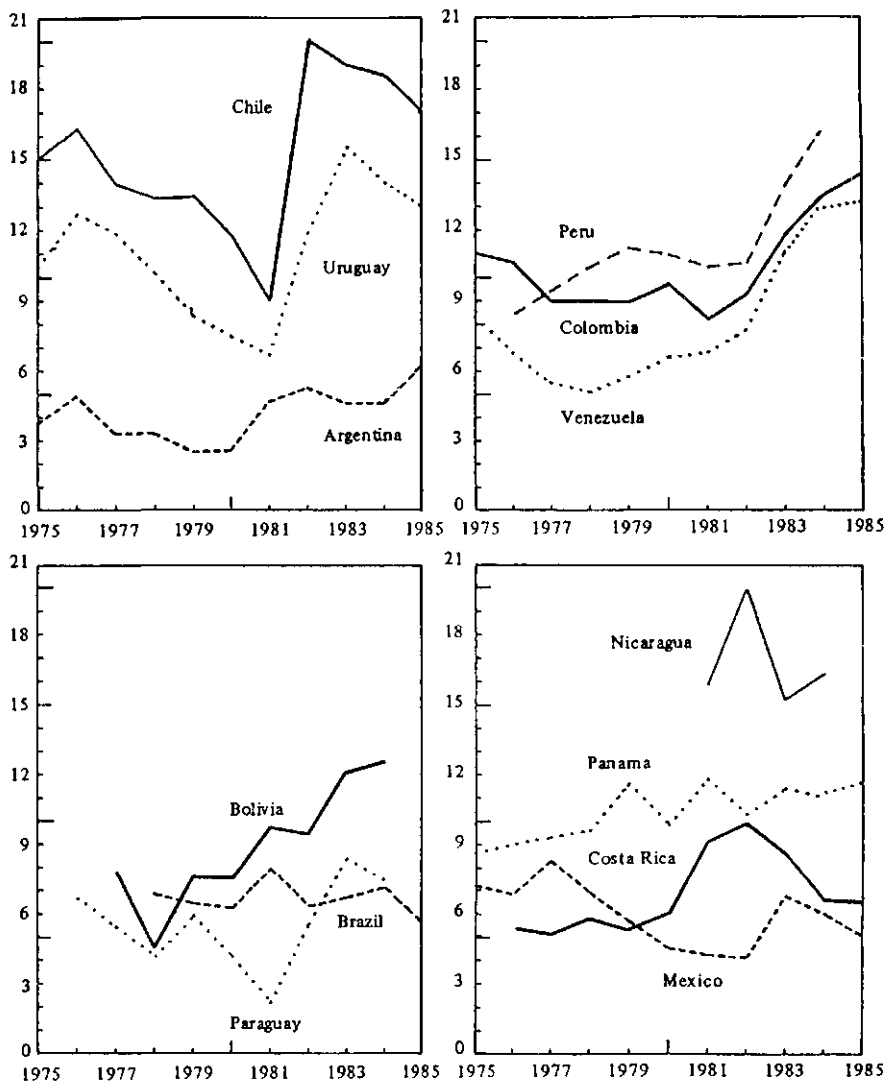 21
18
Chile
15
12
Uruguay
9
6
Argentina
3
0
1975 1977 1979 1981 1983 1985
21
18
15
Peru
12
9
Colombia
6
Venezuela
3
0
1975 1977 1979 1981 1983 1985
21
18
15
12
Bolivia
9
6
Brazil
3
Paraguay
0
1975 1977 1979 1981 1983 1985
21
Nicaragua
18
15
Panama
12
9
Costa Rica
6
Mexico
3
0
1975 1977 1979 1981 1983 1985